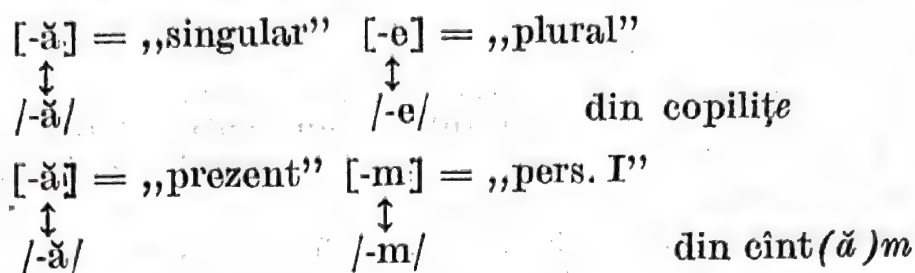 [-ă] = ,,singular” [-e] = ,,plural”
↕ ↕
/-ă/ /-e/ din copilițe
[-ă] = ,,prezent” [-m] = ,,pers. I”
↕ ↕
/-ă/ /-m/ din cînt(ă)m